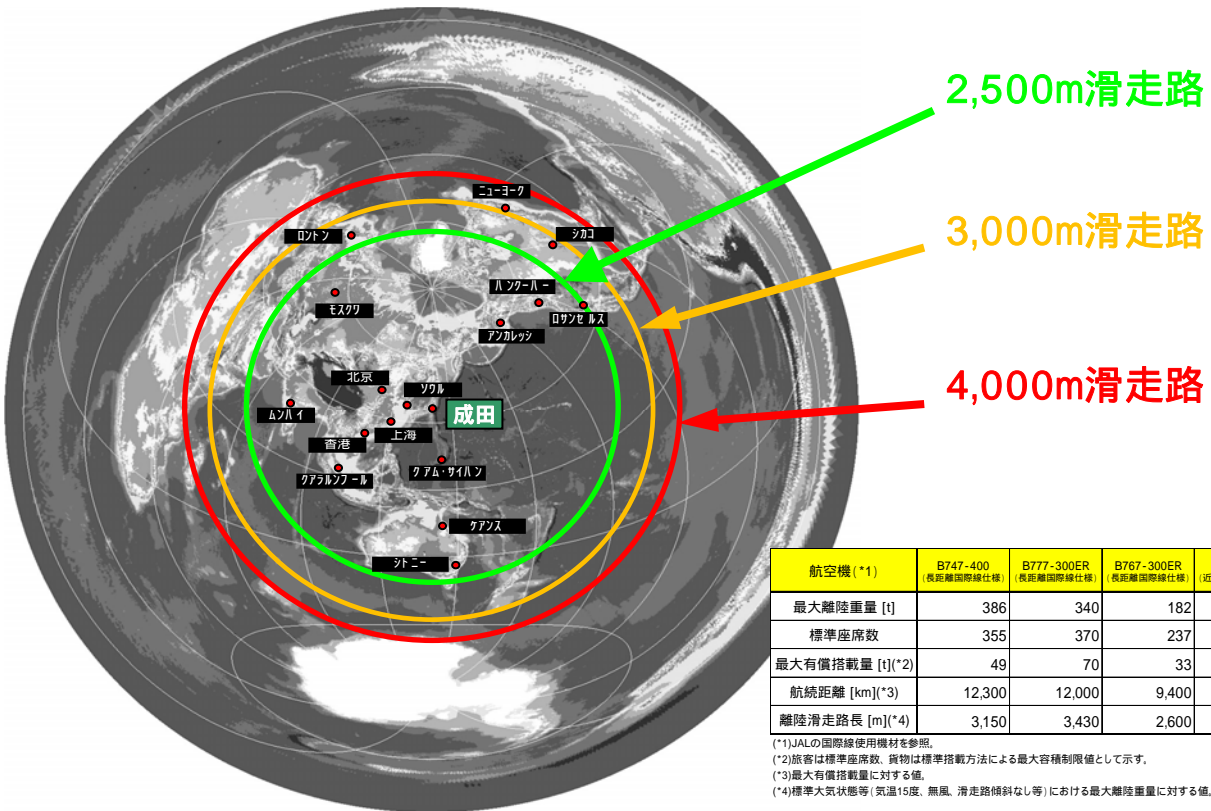 2,500m滑走路
3,000m滑走路
4,000m滑走路
ニューヨーク
ロントン
シカコ
ハンクーハー
モスクワ
ロサンセ ルス
アンカレッシ
北京
ソウル
ムンハ イ
成田
上海
香港
クアラルンフ ール
ク アム・サイハ ン
ケアンス
シト ニー
航空機(*1) B747-400 (長距離国際線仕様) B777-300ER (長距離国際線仕様) B767-300ER (長距離国際線仕様) (近
最大離陸重量 [t] 386 340 182
標準座席数 355 370 237
最大有償搭載量 [t](*2) 49 70 33
航続距離 [km](*3) 12,300 12,000 9,400
離陸滑走路長 [m](*4) 3,150 3,430 2,600
(*1)JALの国際線使用機材を参照。
(*2)旅客は標準座席数、貨物は標準搭載方法による最大容積制限値として示す。
(*3)最大有償搭載量に対する値。
(*4)標準大気状態等(気温15度、無風、滑走路傾斜なし等)における最大離陸重量に対する値。